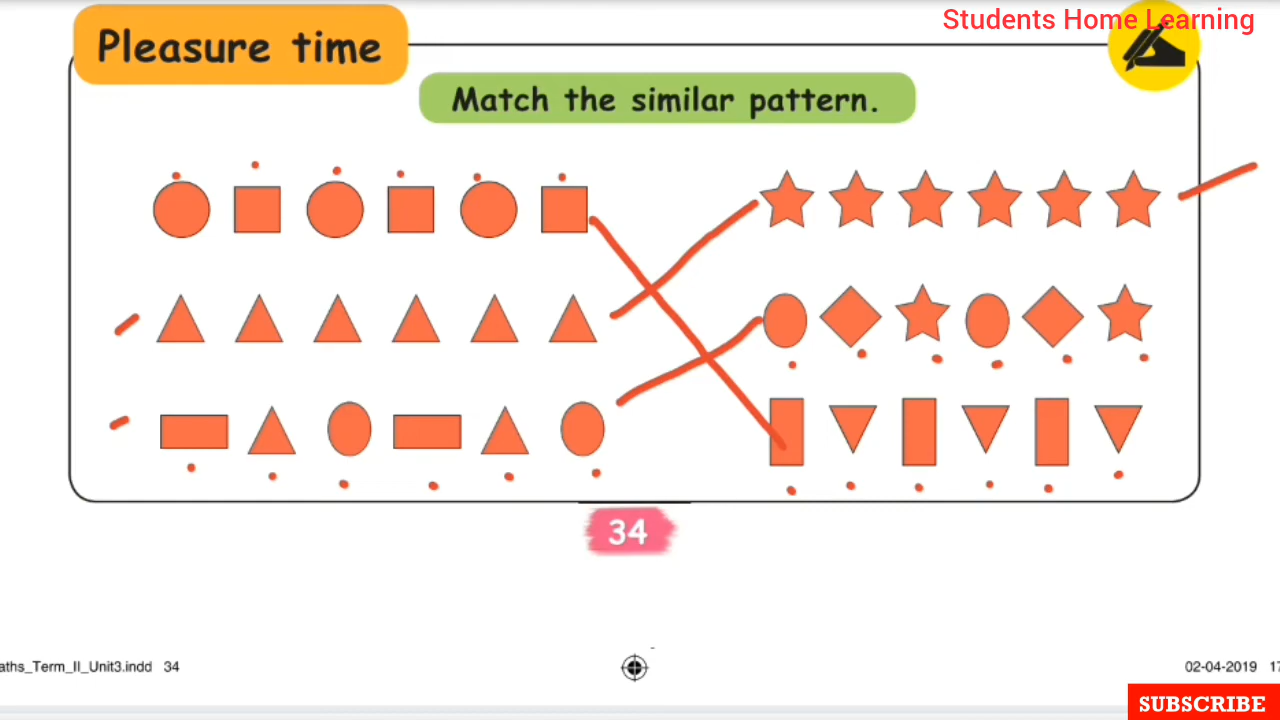 Students Home Learning
Pleasure time
Match the similar pattern.
34
aths_Term_II_Unit3.indd 34
02-04-2019 17
SUBSCRIBE